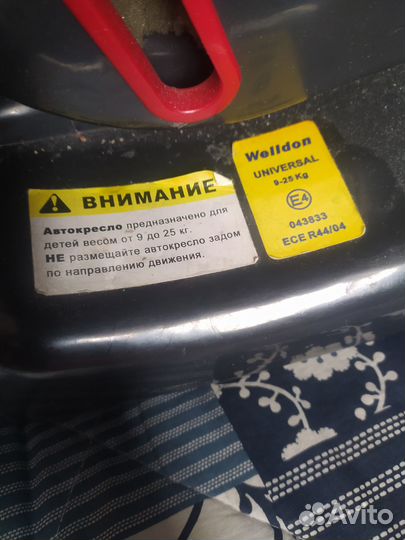 ВНИМАНИЕ
Автокресло предназначено для
детей весом от 9 до 25 кг.
НЕ размещайте автокресло задом
по направлению движения.
Welldon
UNIVERSAL
9-25 Kg
E4
043833
ECE R44/04
Avito